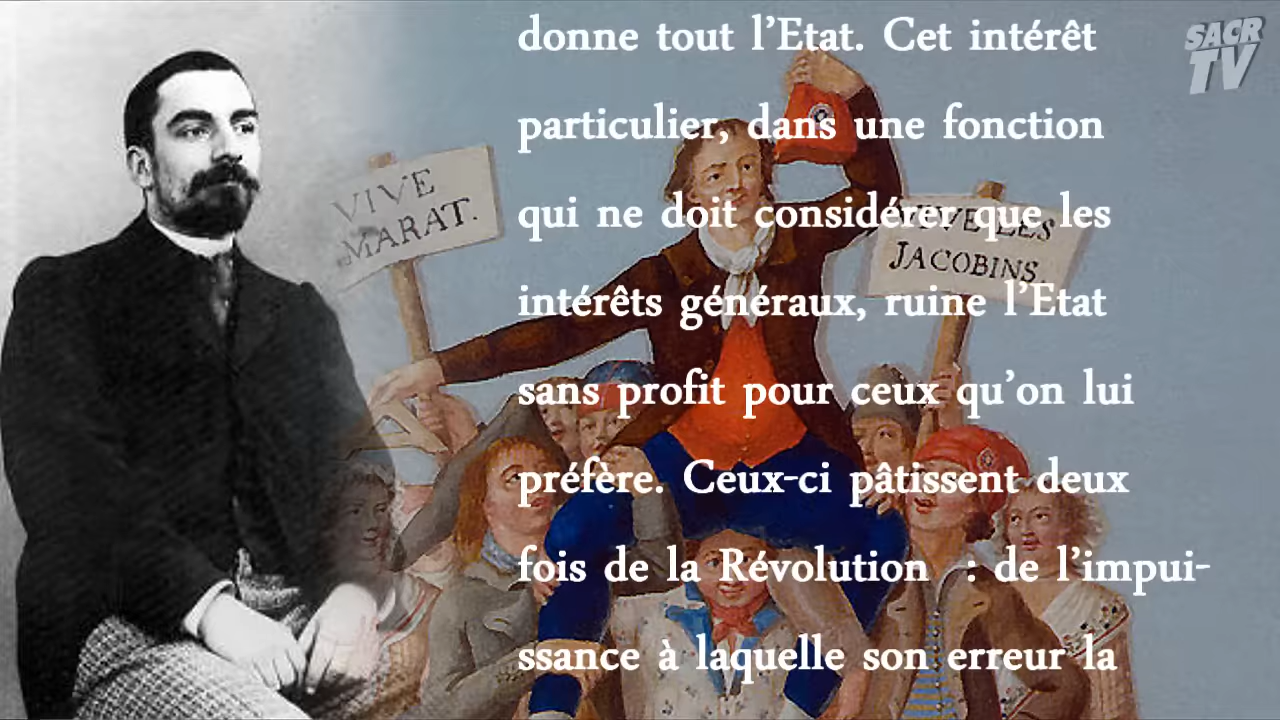 donne tout l’Etat. Cet intérêt
particulier, dans une fonction
qui ne doit considérer que les
intérêts généraux, ruine l’Etat
sans profit pour ceux qu’on lui
préfère. Ceux-ci pâtissent deux
fois de la Révolution : de l’impui-
ssance à laquelle son erreur la
SACR
TV
VIVE
MARAT.
VIVE LES
JACOBINS.